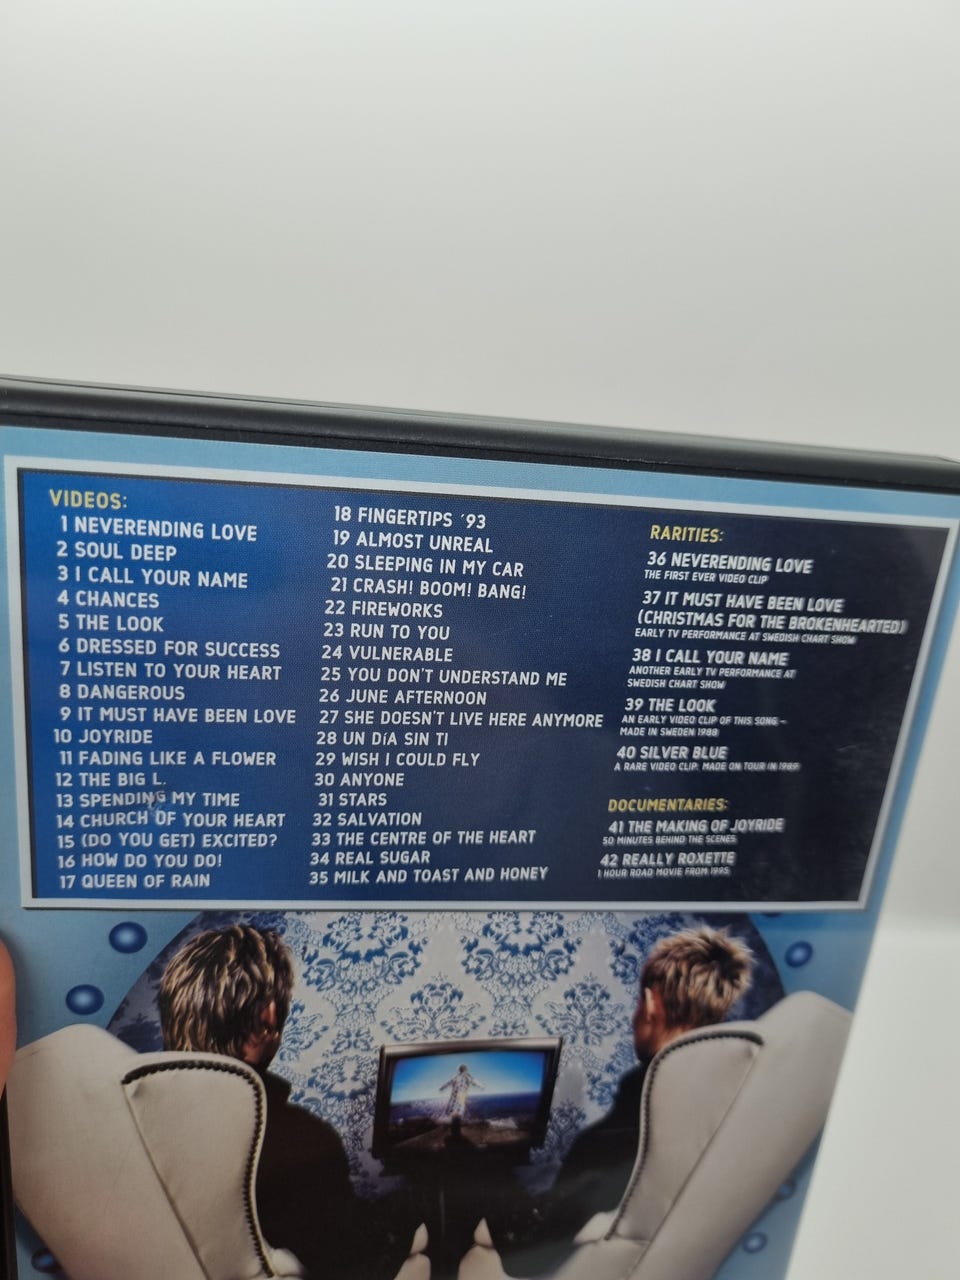 VIDEOS:
1 NEVERENDING LOVE
2 SOUL DEEP
3 I CALL YOUR NAME
4 CHANCES
5 THE LOOK
6 DRESSED FOR SUCCESS
7 LISTEN TO YOUR HEART
8 DANGEROUS
9 IT MUST HAVE BEEN LOVE
10 JOYRIDE
11 FADING LIKE A FLOWER
12 THE BIG L.
13 SPENDING MY TIME
14 CHURCH OF YOUR HEART
15 (DO YOU GET) EXCITED?
16 HOW DO YOU DO!
17 QUEEN OF RAIN
18 FINGERTIPS ´93
19 ALMOST UNREAL
20 SLEEPING IN MY CAR
21 CRASH! BOOM! BANG!
22 FIREWORKS
23 RUN TO YOU
24 VULNERABLE
25 YOU DON'T UNDERSTAND ME
26 JUNE AFTERNOON
27 SHE DOESN'T LIVE HERE ANYMORE
28 UN DíA SIN TI
29 WISH I COULD FLY
30 ANYONE
31 STARS
32 SALVATION
33 THE CENTRE OF THE HEART
34 REAL SUGAR
35 MILK AND TOAST AND HONEY
RARITIES:
36 NEVERENDING LOVE
THE FIRST EVER VIDEO CLIP
37 IT MUST HAVE BEEN LOVE
(CHRISTMAS FOR THE BROKENHEARTED)
EARLY TV PERFORMANCE AT SWEDISH CHART SHOW
38 I CALL YOUR NAME
ANOTHER EARLY TV PERFORMANCE AT
SWEDISH CHART SHOW
39 THE LOOK
AN EARLY VIDEO CLIP OF THIS SONG –
MADE IN SWEDEN 1988
40 SILVER BLUE
A RARE VIDEO CLIP. MADE ON TOUR IN 1989
DOCUMENTARIES:
41 THE MAKING OF JOYRIDE
50 MINUTES BEHIND THE SCENES
42 REALLY ROXETTE
1 HOUR ROAD MOVIE FROM 1995